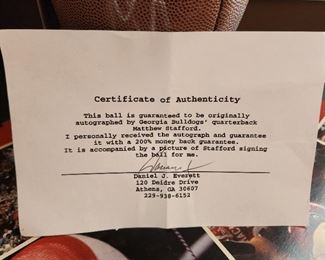 Certificate of Authenticity
This ball is guaranteed to be originally
autographed by Georgia Bulldogs' quarterback
Matthew Stafford.
I personally received the autograph and guarantee
it with a 200% money back guarantee.
It is accompanied by a picture of Stafford signing
the ball for me.
Daniel J. Everett
120 Deidre Drive
Athens, GA 30607
229-938-6152